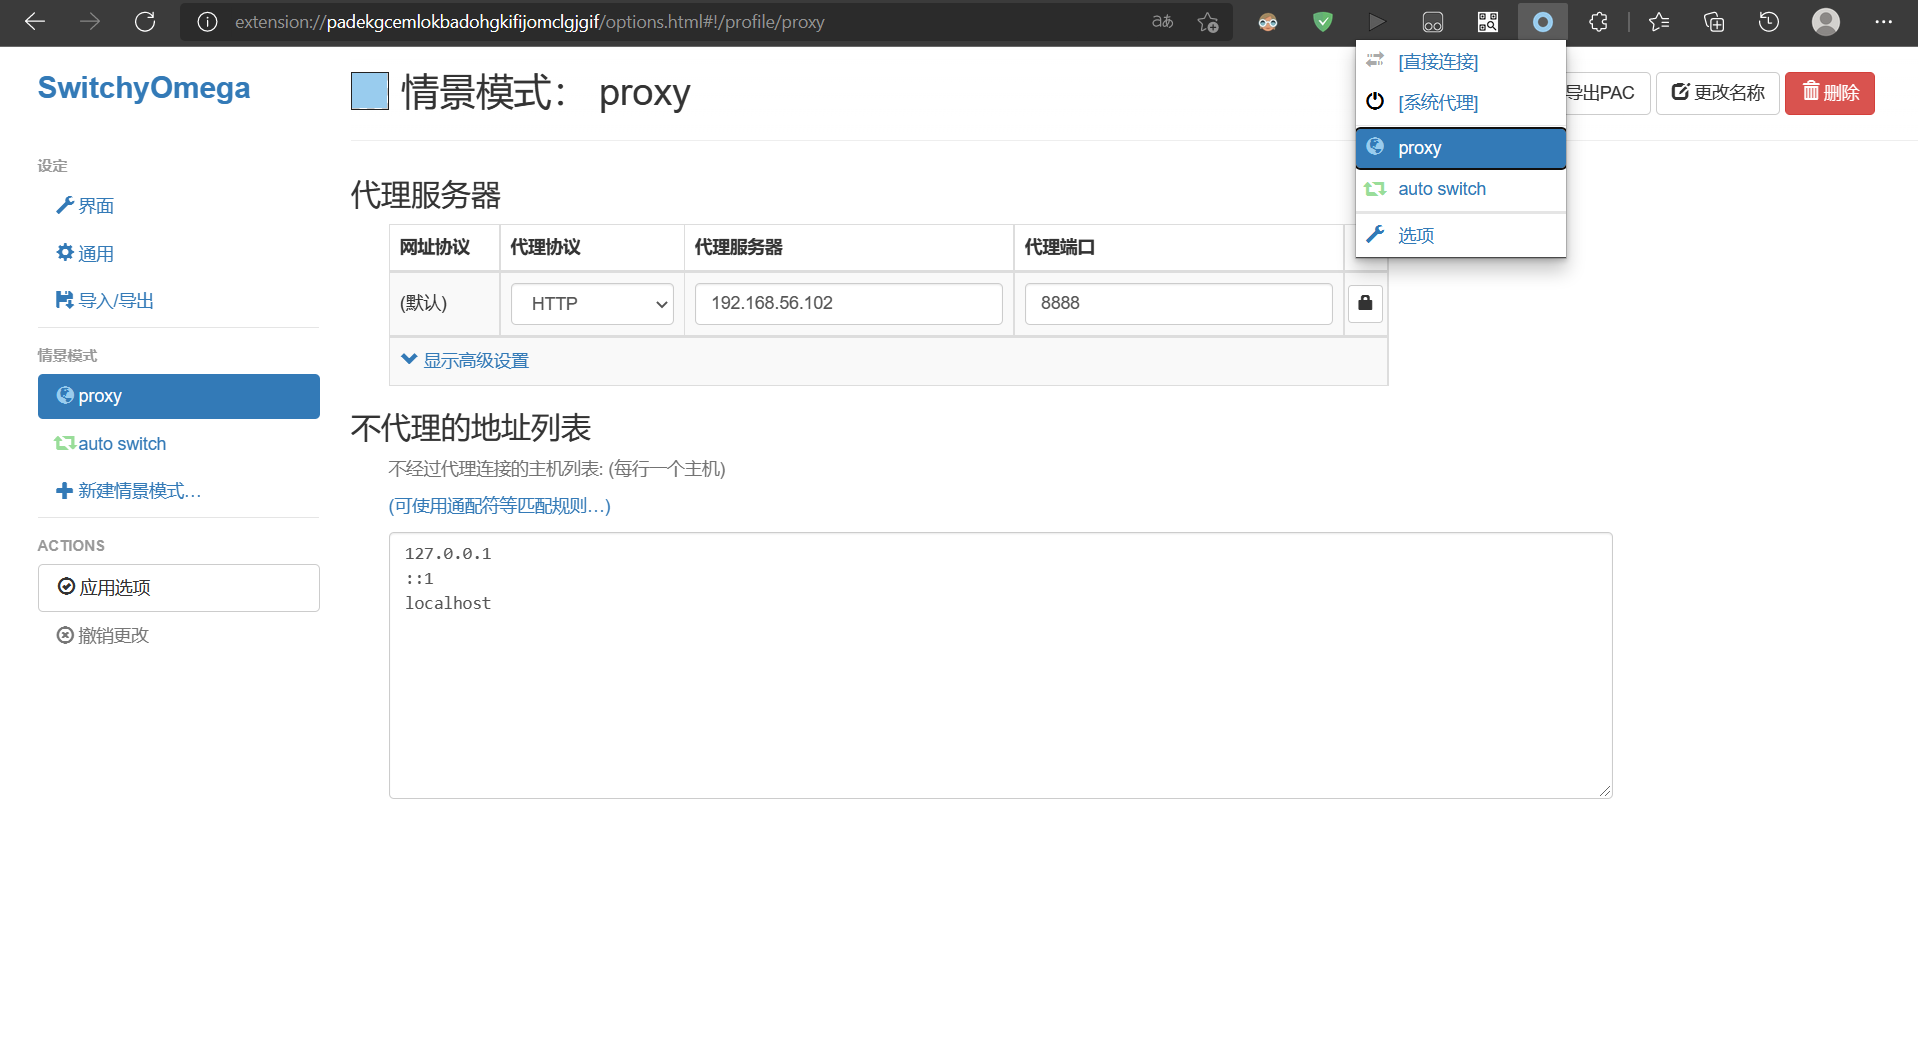 extension://padekgcemlokbadohgkifijomclgjgif/options.html#!/profile/proxy
aあ
SwitchyOmega
设定
界面
通用
导入/导出
情景模式
proxy
auto switch
新建情景模式…
ACTIONS
应用选项
撤销更改
情景模式： proxy
导出PAC
更改名称
删除
[直接连接]
[系统代理]
proxy
auto switch
选项
代理服务器
网址协议 代理协议 代理服务器 代理端口
(默认) HTTP 192.168.56.102 8888
显示高级设置
不代理的地址列表
不经过代理连接的主机列表: (每行一个主机)
(可使用通配符等匹配规则…)
127.0.0.1
::1
localhost